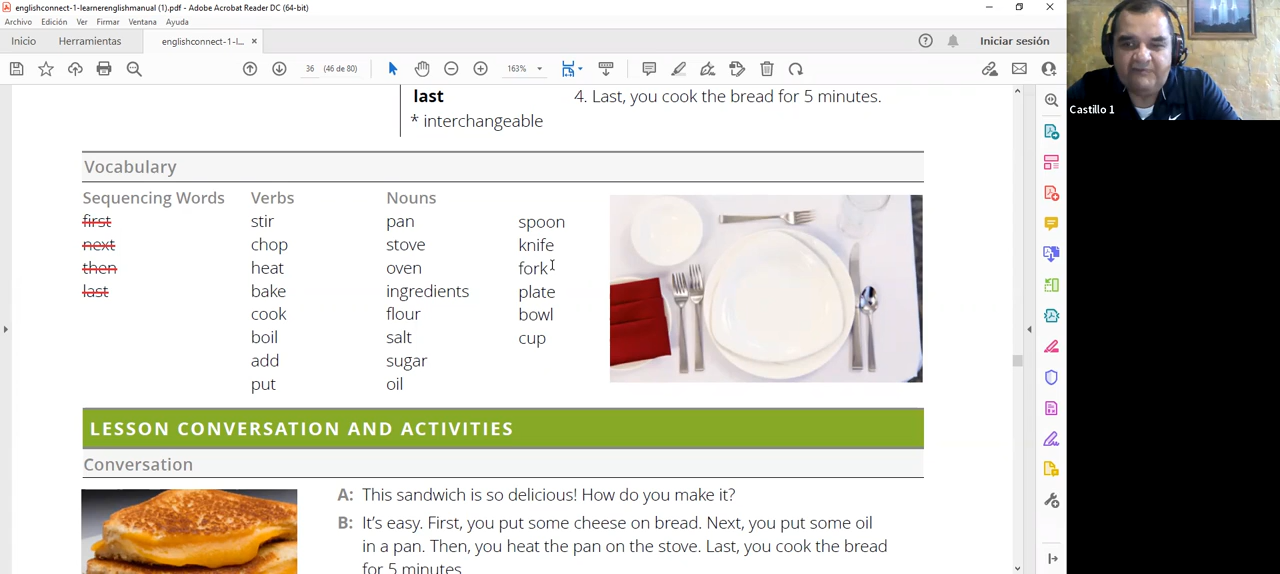 englishconnect-1-learnerenglishmanual (1).pdf - Adobe Acrobat Reader DC (64-bit)
Archivo Edición Ver Firmar Ventana Ayuda
Inicio Herramientas englishconnect-1-l... × Iniciar sesión
36 (46 de 80) 163%
Castillo 1
last 4. Last, you cook the bread for 5 minutes.
* interchangeable
Vocabulary
Sequencing Words Verbs Nouns
first stir pan spoon
next chop stove knife
then heat oven fork
last bake ingredients plate
cook flour bowl
boil salt cup
add sugar
put oil
LESSON CONVERSATION AND ACTIVITIES
Conversation
A: This sandwich is so delicious! How do you make it?
B: It's easy. First, you put some cheese on bread. Next, you put some oil
in a pan. Then, you heat the pan on the stove. Last, you cook the bread
for 5 minutes.